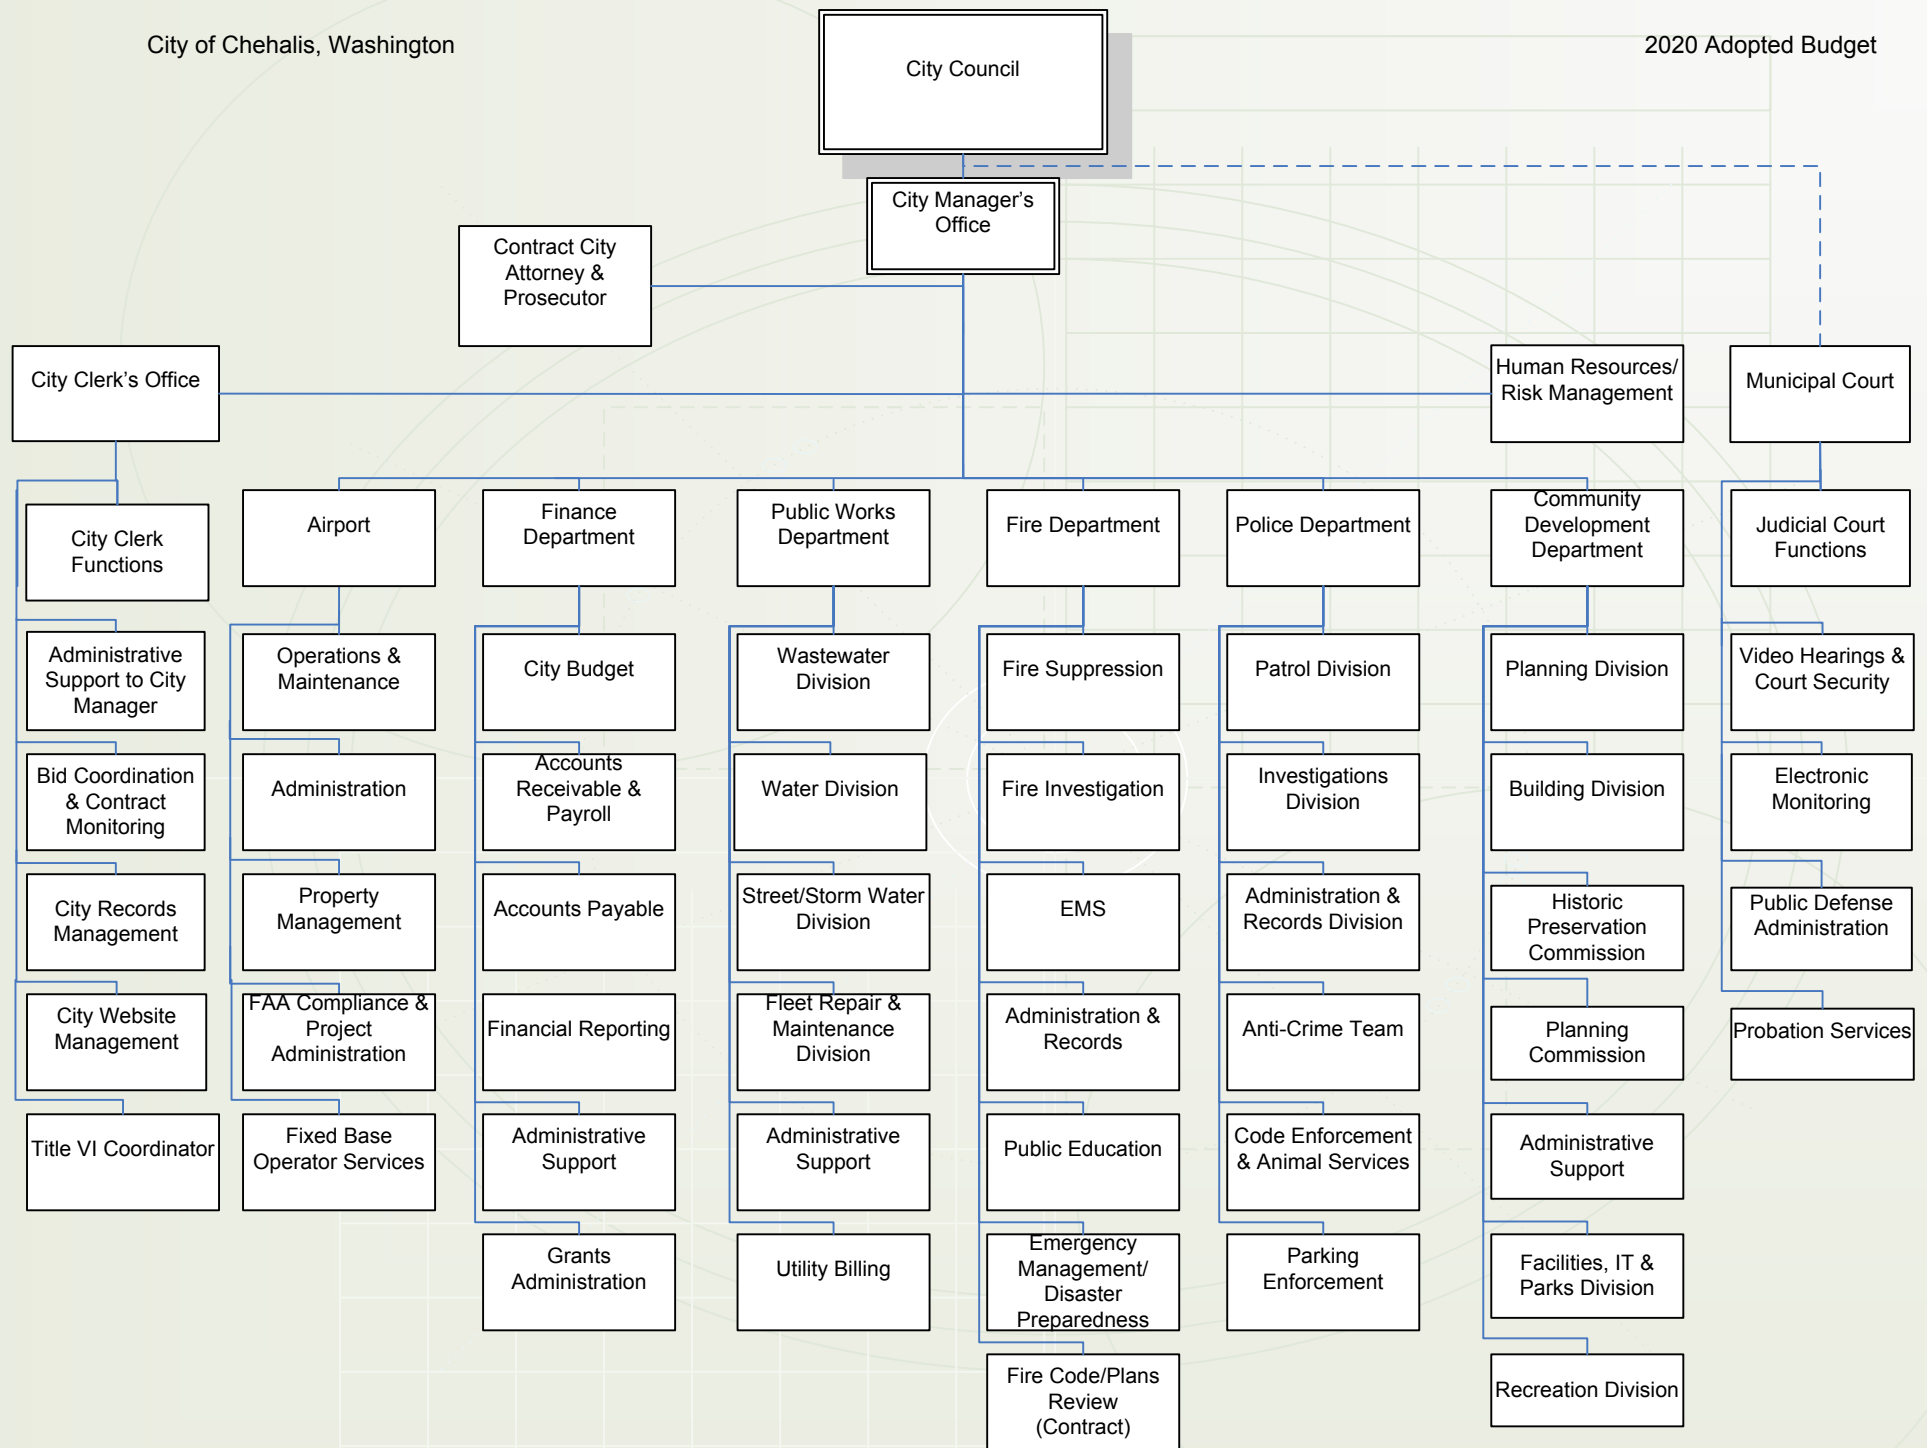 City of Chehalis, Washington
2020 Adopted Budget
City Council
City Manager’s
Office
Contract City
Attorney &
Prosecutor
City Clerk’s Office
Human Resources/
Risk Management
Municipal Court
City Clerk
Functions
Administrative
Support to City
Manager
Bid Coordination
& Contract
Monitoring
City Records
Management
City Website
Management
Title VI Coordinator
Airport
Operations &
Maintenance
Administration
Property
Management
FAA Compliance &
Project
Administration
Fixed Base
Operator Services
Finance
Department
City Budget
Accounts
Receivable &
Payroll
Accounts Payable
Financial Reporting
Administrative
Support
Grants
Administration
Public Works
Department
Wastewater
Division
Water Division
Street/Storm Water
Division
Fleet Repair &
Maintenance
Division
Administrative
Support
Utility Billing
Fire Department
Fire Suppression
Fire Investigation
EMS
Administration &
Records
Public Education
Emergency
Management/
Disaster
Preparedness
Fire Code/Plans
Review
(Contract)
Police Department
Patrol Division
Investigations
Division
Administration &
Records Division
Anti-Crime Team
Code Enforcement
& Animal Services
Parking
Enforcement
Community
Development
Department
Planning Division
Building Division
Historic
Preservation
Commission
Planning
Commission
Administrative
Support
Facilities, IT &
Parks Division
Recreation Division
Judicial Court
Functions
Video Hearings &
Court Security
Electronic
Monitoring
Public Defense
Administration
Probation Services